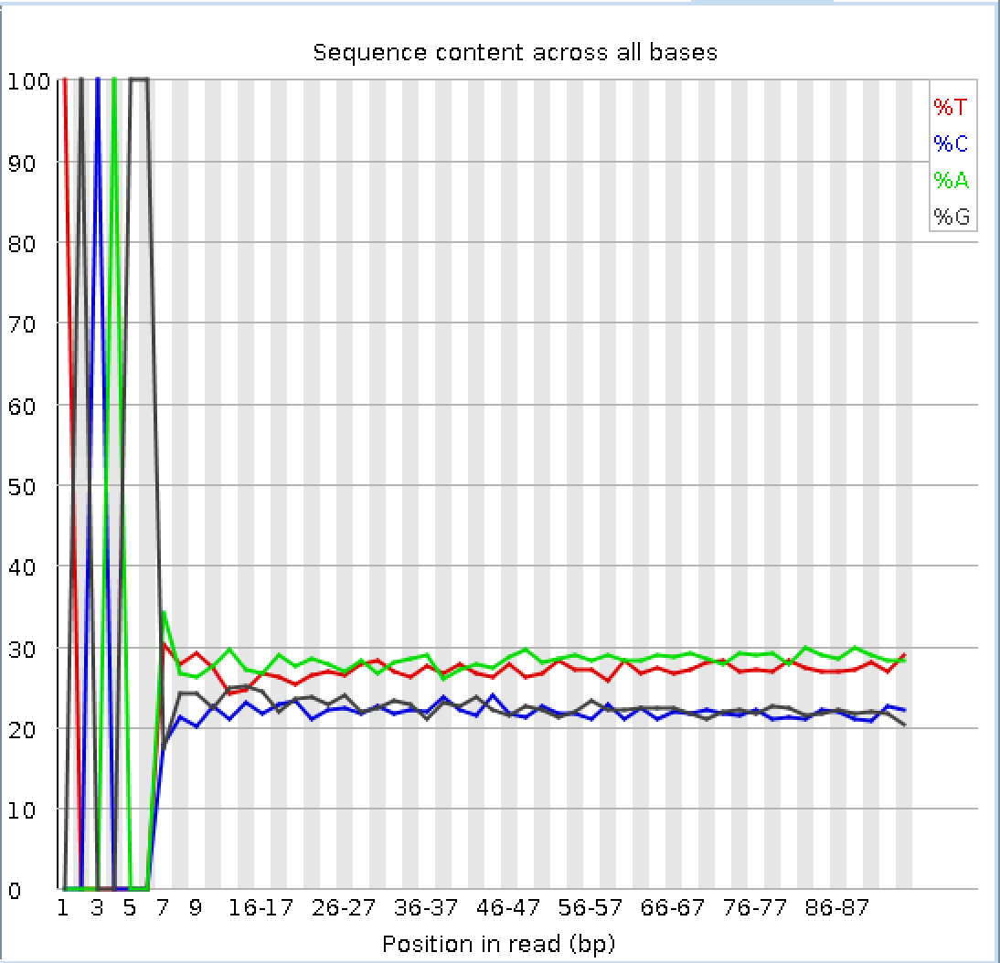 Sequence content across all bases
100
90
80
70
60
50
40
30
20
10
0
%T
%C
%A
%G
1 3 5 7 9 16-17 26-27 36-37 46-47 56-57 66-67 76-77 86-87
Position in read (bp)